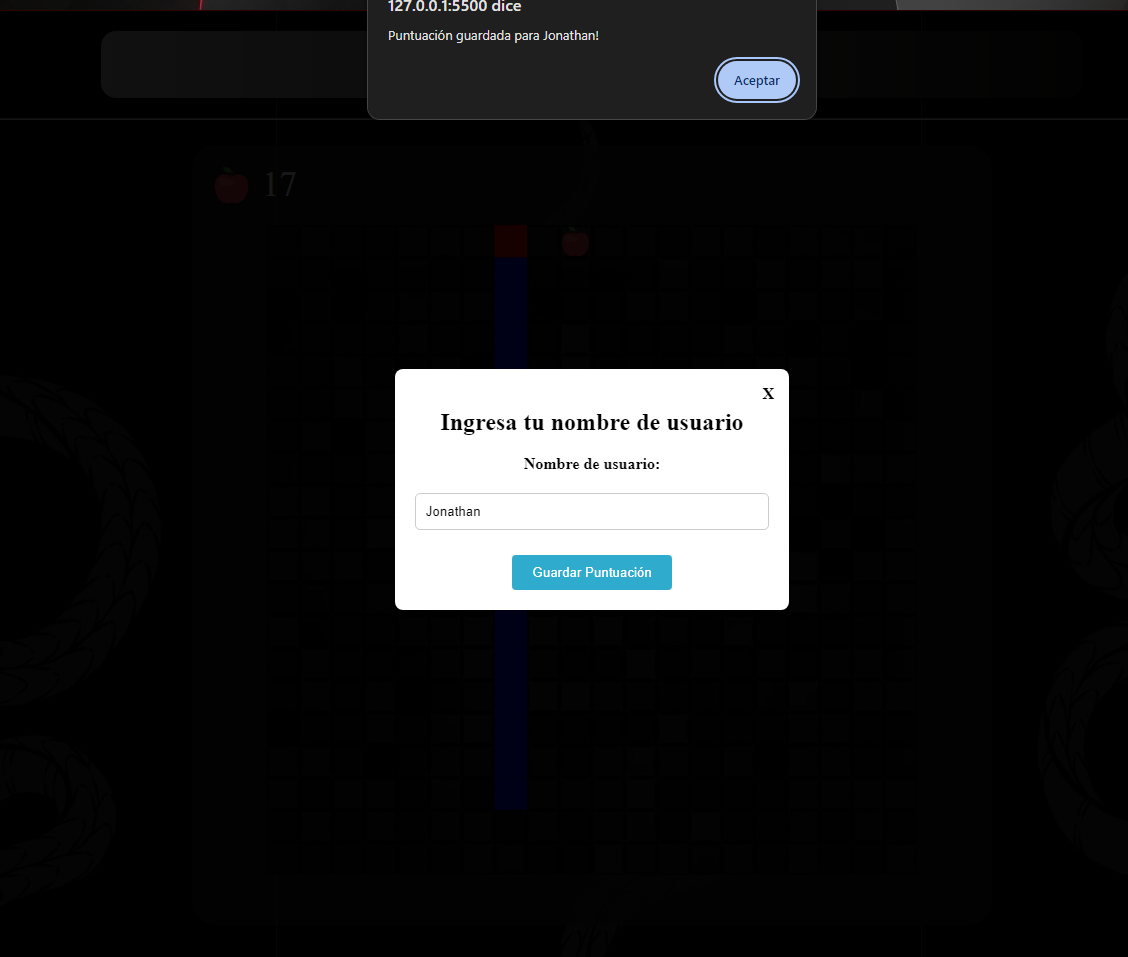 127.0.0.1:5500 dice
Puntuación guardada para Jonathan!
Aceptar
17
X
Ingresa tu nombre de usuario
Nombre de usuario:
Jonathan
Guardar Puntuación